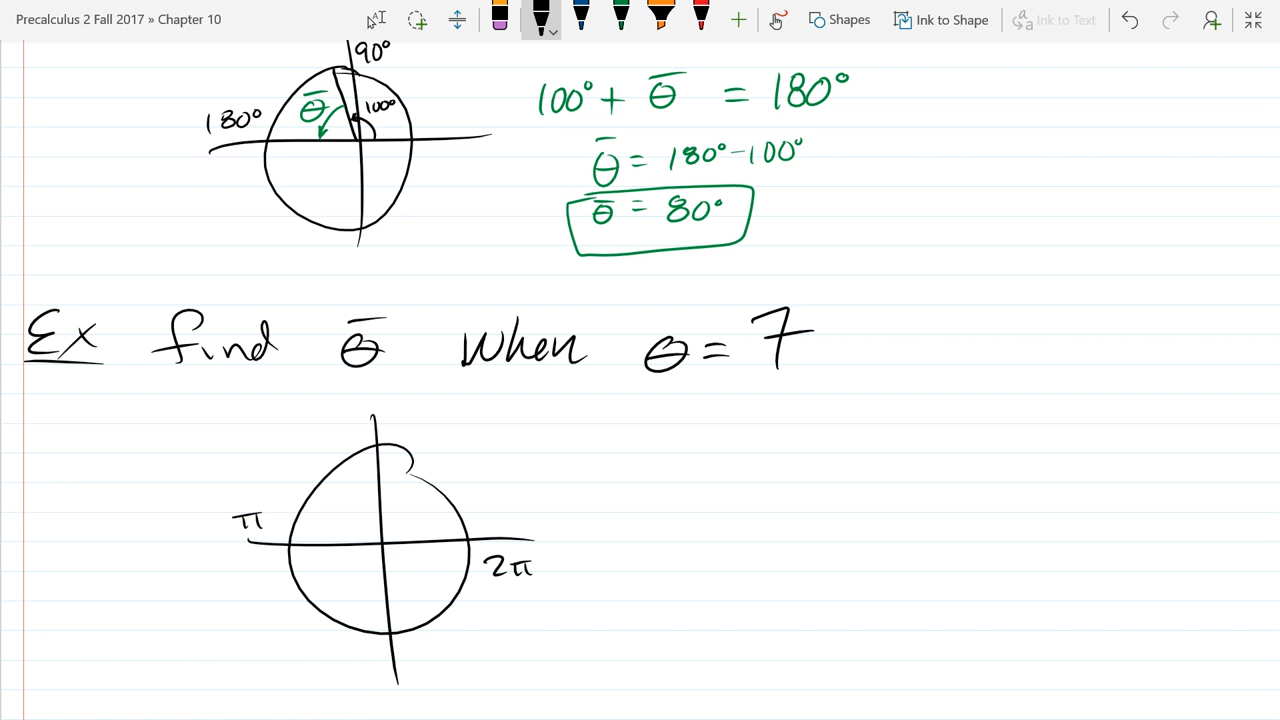 Precalculus 2 Fall 2017 » Chapter 10
Shapes
Ink to Shape
Ink to Text
90°
100°
θ̅
180°
100° + θ̅ = 180°
θ̅ = 180° - 100°
θ̅ = 80°
Ex find θ̅ when θ = 7
π
2π